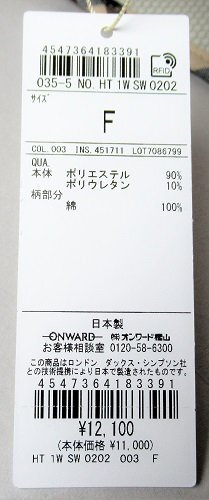 4547364183391
RFID
035-5 NO. HT 1W SW 0202
サイズ
F
COL. 003 INS. 451711 LOT7086799
QUA.
本体 ポリエステル 90%
ポリウレタン 10%
柄部分
綿 100%
日本製
ONWARD ㈱オンワード樫山
お客様相談室 0120-58-6300
この商品はロンドン ダックス・シンプソン社
との技術提携により日本で製造されたものです。
4547364183391
¥12,100
(本体価格 ¥11,000)
HT 1W SW 0202 003 F